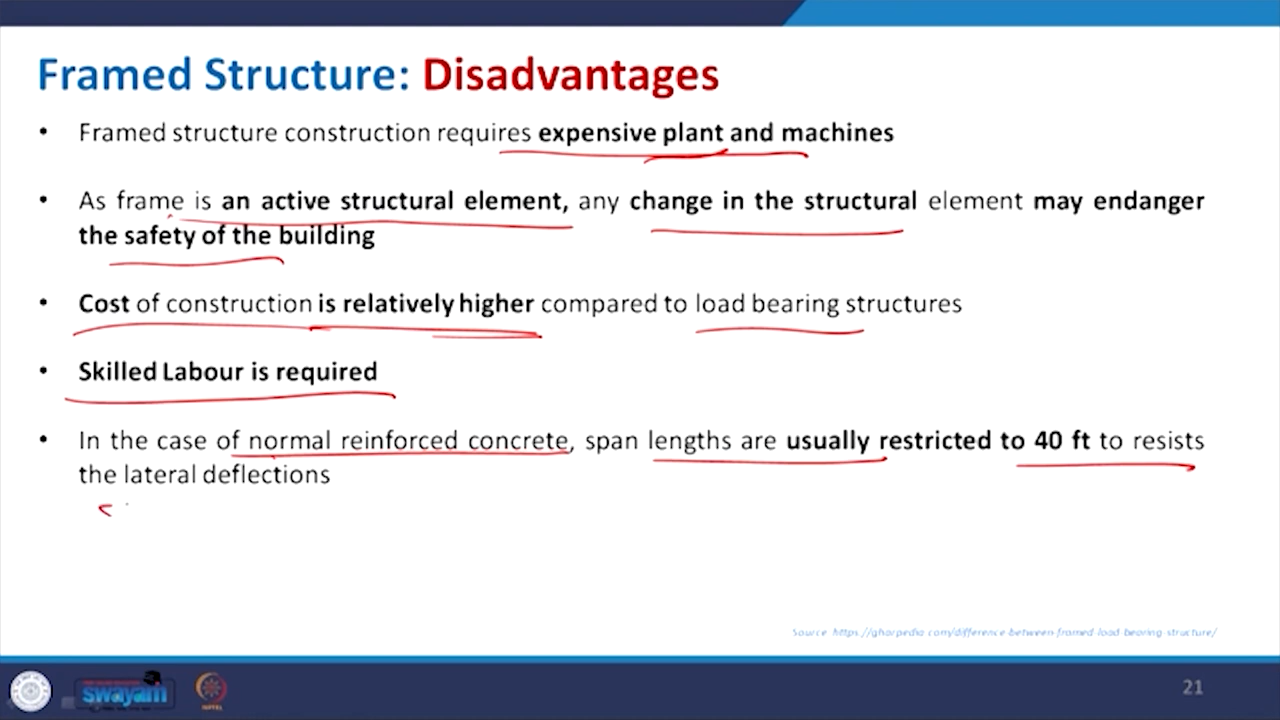 Framed Structure: Disadvantages
• Framed structure construction requires expensive plant and machines
• As frame is an active structural element, any change in the structural element may endanger
the safety of the building
• Cost of construction is relatively higher compared to load bearing structures
• Skilled Labour is required
• In the case of normal reinforced concrete, span lengths are usually restricted to 40 ft to resists
the lateral deflections
Source: https://gharpedia.com/difference-between-framed-load-bearing-structure/
swayam
21